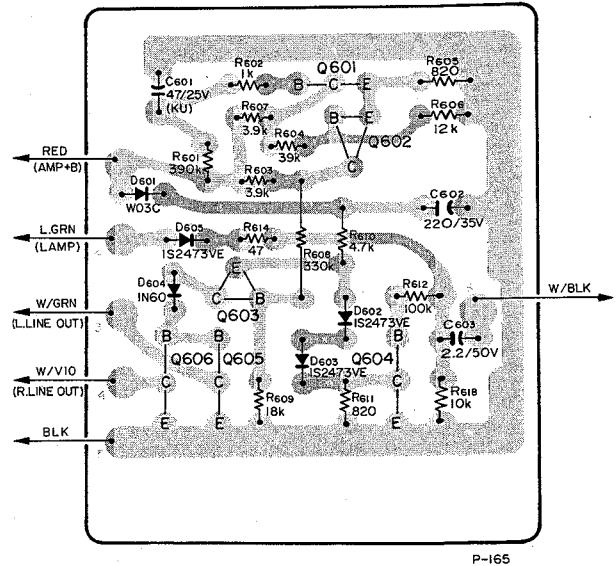 R602
1k
Q601
R605
820
C601
47/25V
(KU)
B C E
R607
3.9k
B E
R606
12k
R604
39k
Q602
RED
(AMP+B)
R601
390k
C
D601
W03C
R603
3.9k
C602
220/35V
L.GRN
(LAMP)
D605
1S2473VE
R614
47
R608
330k
R610
4.7k
E
D604
1N60
C B
Q603
R612
100k
W/BLK
W/GRN
(L.LINE OUT)
D602
1S2473VE
C603
2.2/50V
B B
Q606 Q605
D603
1S2473VE
Q604
B
W/VIO
(R.LINE OUT)
C C C
R609
18k
R611
820
R618
10k
BLK
E E E
P-165